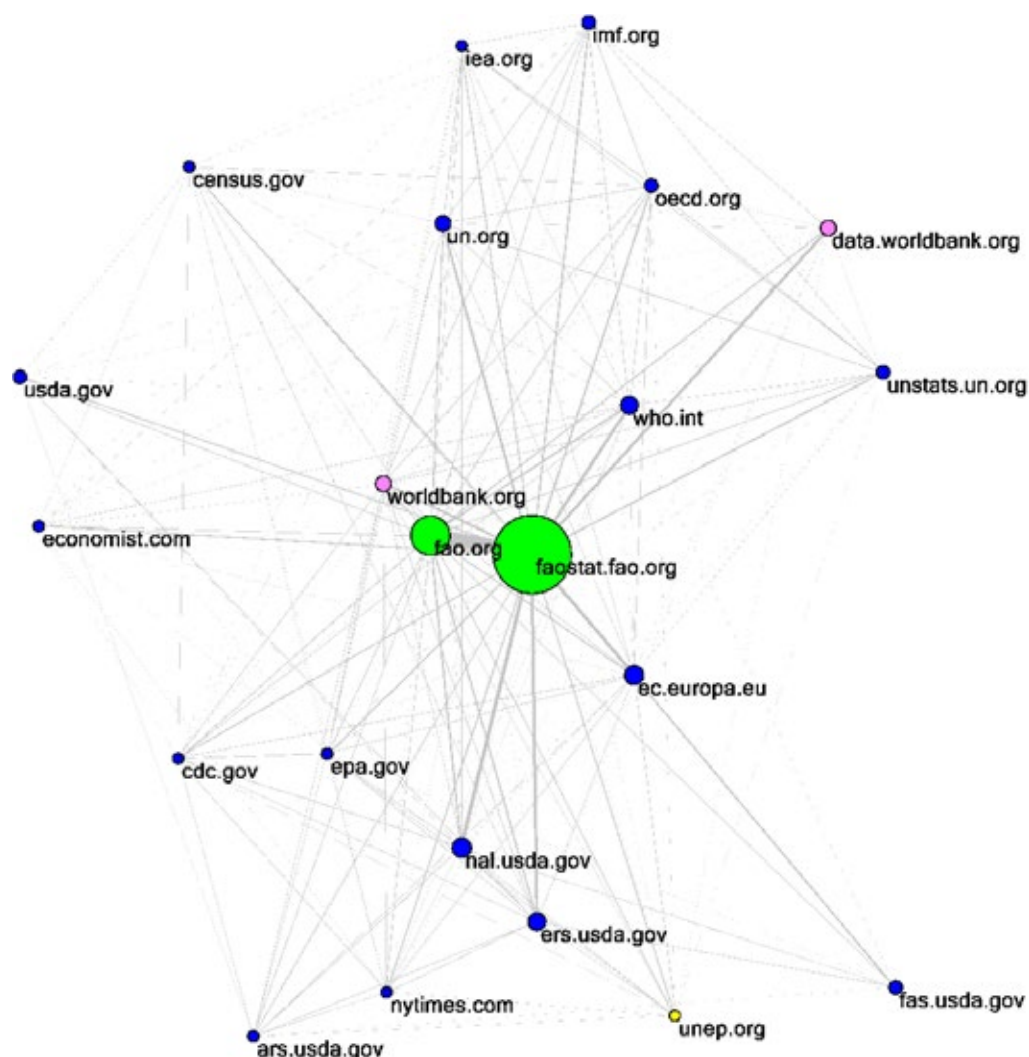 imf.org
iea.org
census.gov
oecd.org
un.org
data.worldbank.org
usda.gov
unstats.un.org
who.int
worldbank.org
economist.com
fao.org
faostat.fao.org
ec.europa.eu
cdc.gov
epa.gov
nal.usda.gov
ers.usda.gov
nytimes.com
fas.usda.gov
unep.org
ars.usda.gov